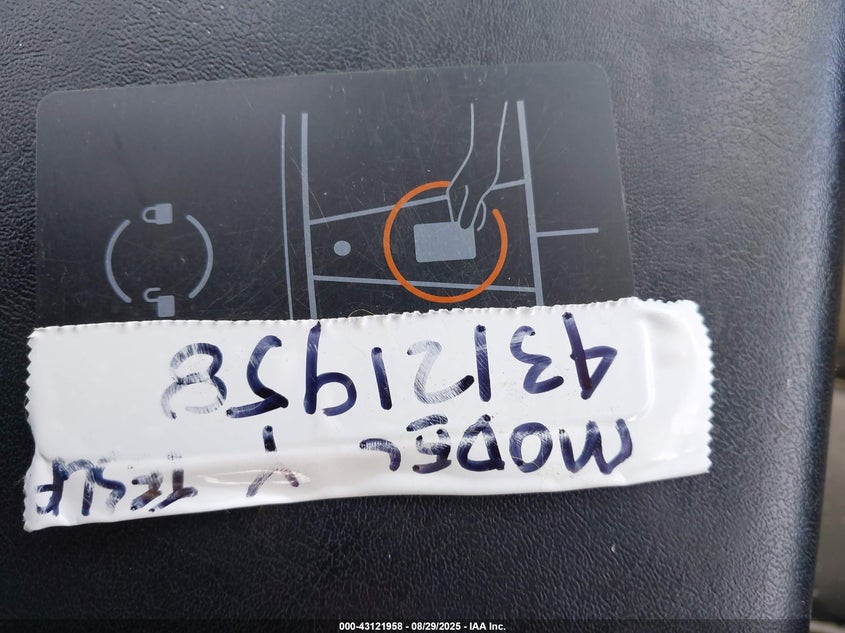 MODEL Y TESLA
43121958
000-43121958 - 08/29/2025 - IAA Inc.